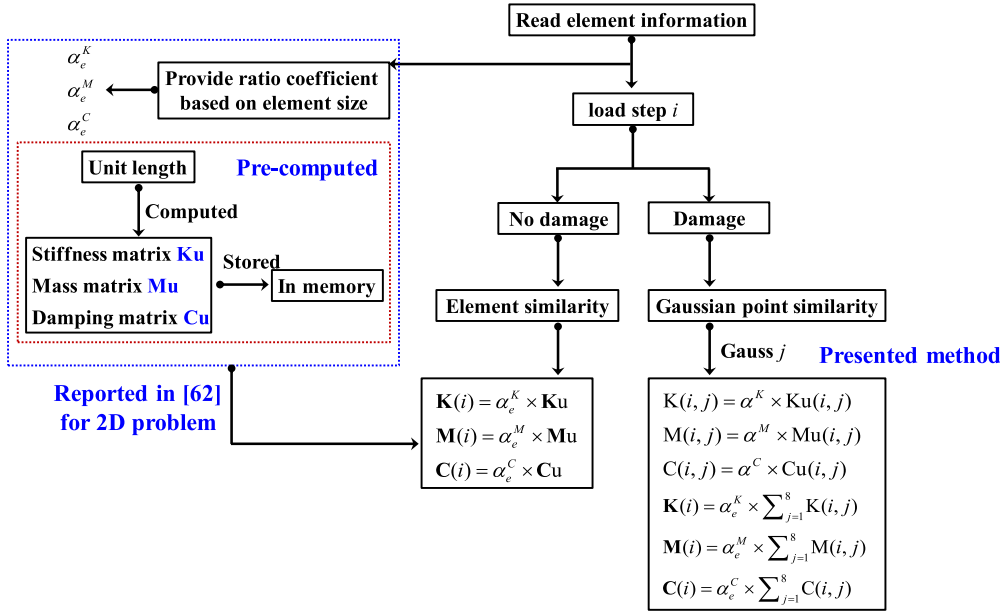 Read element information
α_e^K
α_e^M
α_e^C
Provide ratio coefficient
based on element size
load step i
Unit length
Pre-computed
Computed
Stiffness matrix Ku
Mass matrix Mu
Damping matrix Cu
Stored
In memory
No damage
Damage
Element similarity
Gaussian point similarity
Gauss j
Presented method
Reported in [62]
for 2D problem
K(i) = α_e^K × Ku
M(i) = α_e^M × Mu
C(i) = α_e^C × Cu
K(i, j) = α^K × Ku(i, j)
M(i, j) = α^M × Mu(i, j)
C(i, j) = α^C × Cu(i, j)
K(i) = α_e^K × ∑_{j=1}^8 K(i, j)
M(i) = α_e^M × ∑_{j=1}^8 M(i, j)
C(i) = α_e^C × ∑_{j=1}^8 C(i, j)